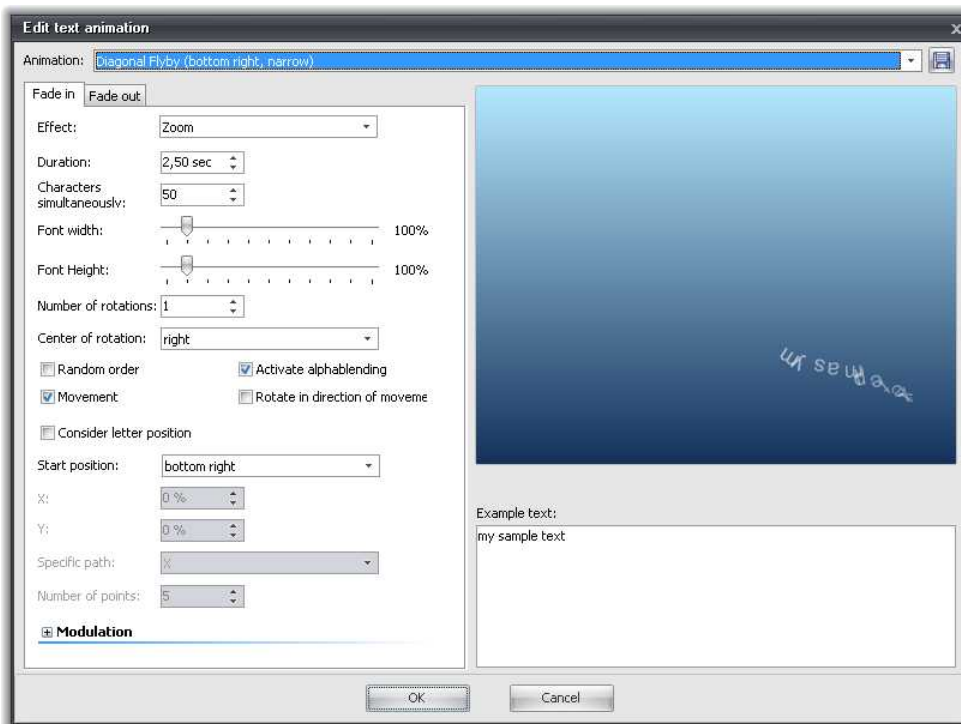 Edit text animation
Animation: Diagonal Flyby (bottom right, narrow)
Fade in Fade out
Effect: Zoom
Duration: 2,50 sec
Characters
simultaneously: 50
Font width: 100%
Font Height: 100%
Number of rotations: 1
Center of rotation: right
Random order Activate alphablending
Movement Rotate in direction of moveme
Consider letter position
Start position: bottom right
X: 0 %
Y: 0 %
Specific path: X
Number of points: 5
Modulation
my sample
Example text:
my sample text
OK Cancel